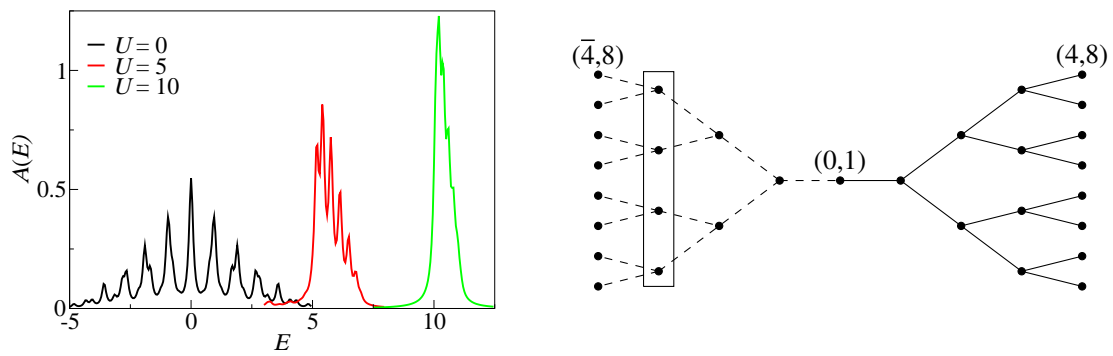 U = 0
U = 5
U = 10
A(E)
1
0.5
0
-5
0
5
10
E
(4̅,8)
(4,8)
(0,1)